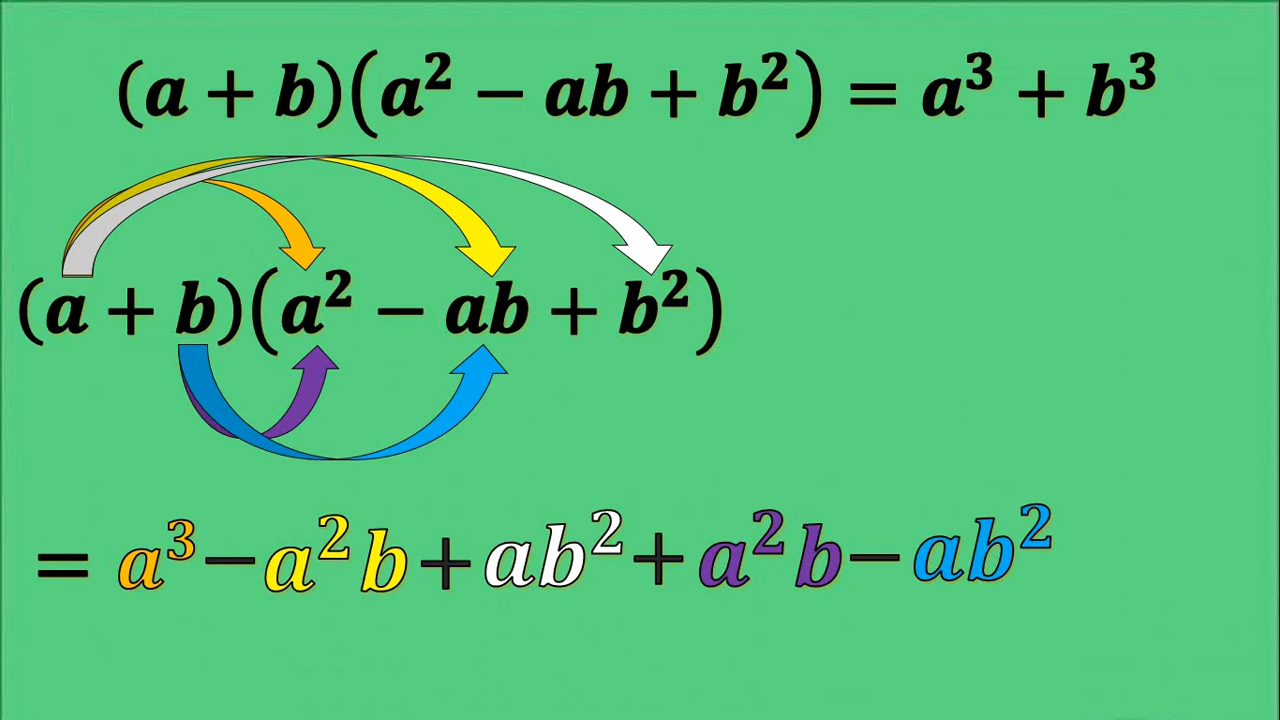 (a + b)(a² − ab + b²) = a³ + b³
(a + b)(a² − ab + b²)
= a³ − a²b + ab² + a²b − ab²